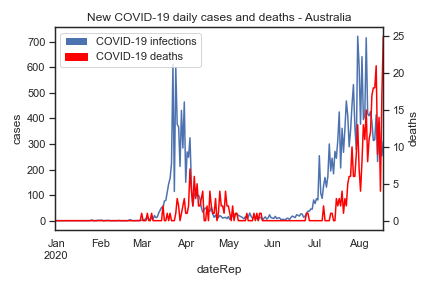 New COVID-19 daily cases and deaths - Australia
COVID-19 infections
COVID-19 deaths
700
600
500
400
300
200
100
0
cases
25
20
15
10
5
0
deaths
Jan Feb Mar Apr May Jun Jul Aug
2020
dateRep